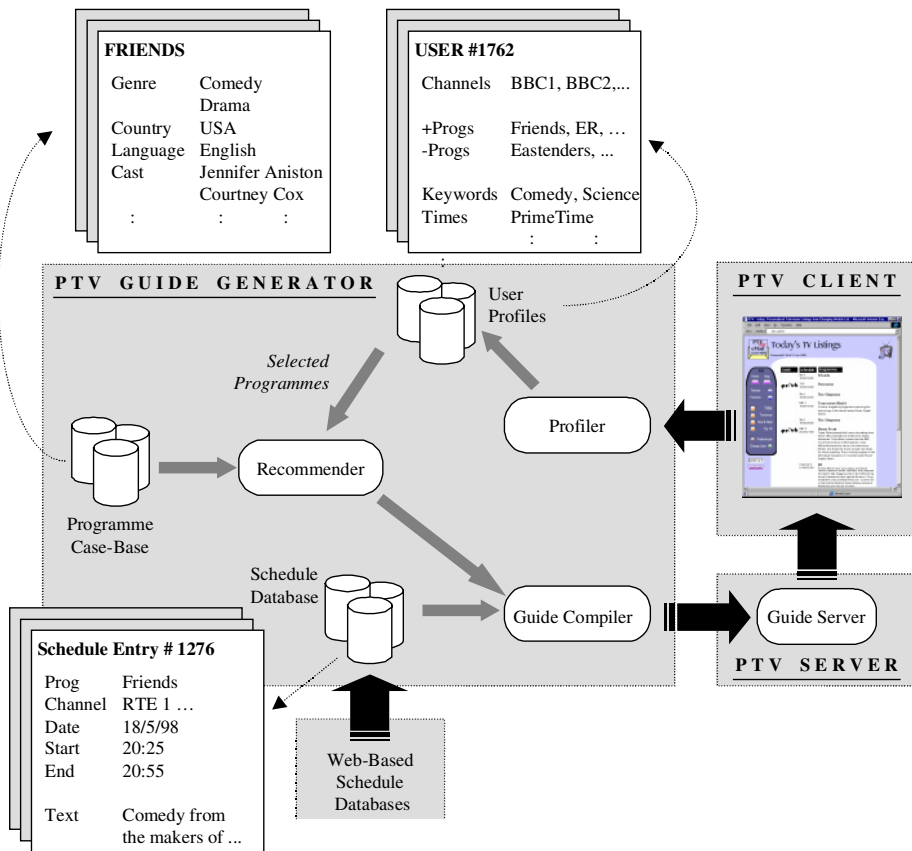 FRIENDS
Genre Comedy
Drama
Country USA
Language English
Cast Jennifer Aniston
Courtney Cox
: : :
USER #1762
Channels BBC1, BBC2,...
+Progs Friends, ER, …
-Progs Eastenders, ...
Keywords Comedy, Science
Times PrimeTime
: :
PTV GUIDE GENERATOR
User
Profiles
Selected
Programmes
Profiler
Recommender
Programme
Case-Base
Schedule
Database
Guide Compiler
PTV CLIENT
Today's TV Listings
Guide Server
PTV SERVER
Schedule Entry # 1276
Prog Friends
Channel RTE 1 …
Date 18/5/98
Start 20:25
End 20:55
Text Comedy from
the makers of ...
Web-Based
Schedule
Databases